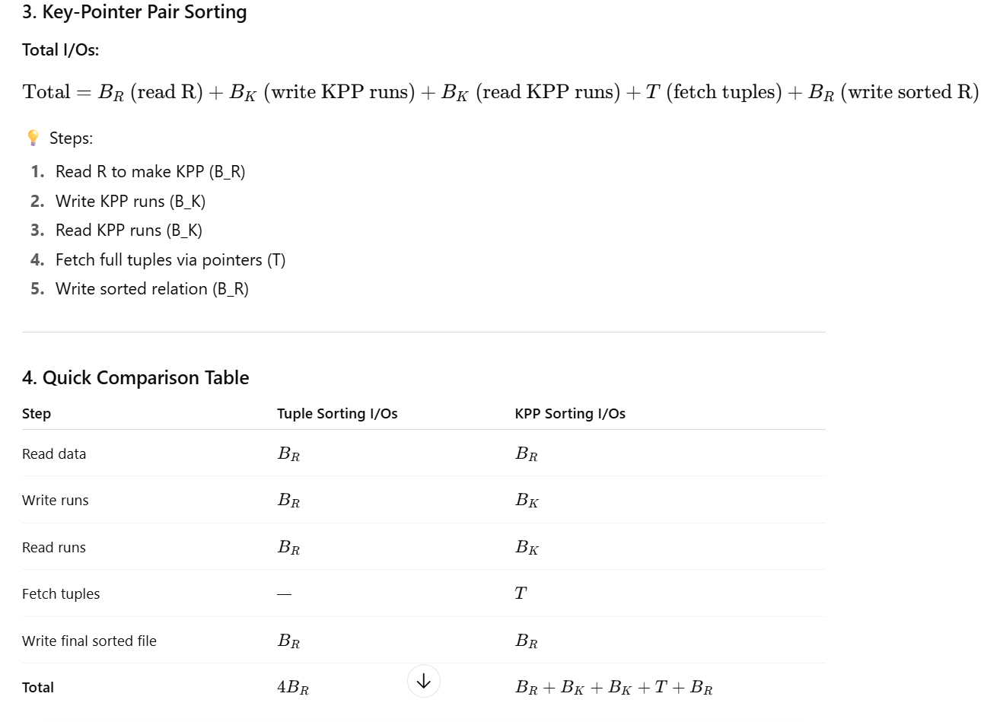 3. Key-Pointer Pair Sorting
Total I/Os:
Total = B_R (read R) + B_K (write KPP runs) + B_K (read KPP runs) + T (fetch tuples) + B_R (write sorted R)
💡 Steps:
1. Read R to make KPP (B_R)
2. Write KPP runs (B_K)
3. Read KPP runs (B_K)
4. Fetch full tuples via pointers (T)
5. Write sorted relation (B_R)
4. Quick Comparison Table
Step Tuple Sorting I/Os KPP Sorting I/Os
Read data B_R B_R
Write runs B_R B_K
Read runs B_R B_K
Fetch tuples — T
Write final sorted file B_R B_R
Total 4B_R B_R + B_K + B_K + T + B_R